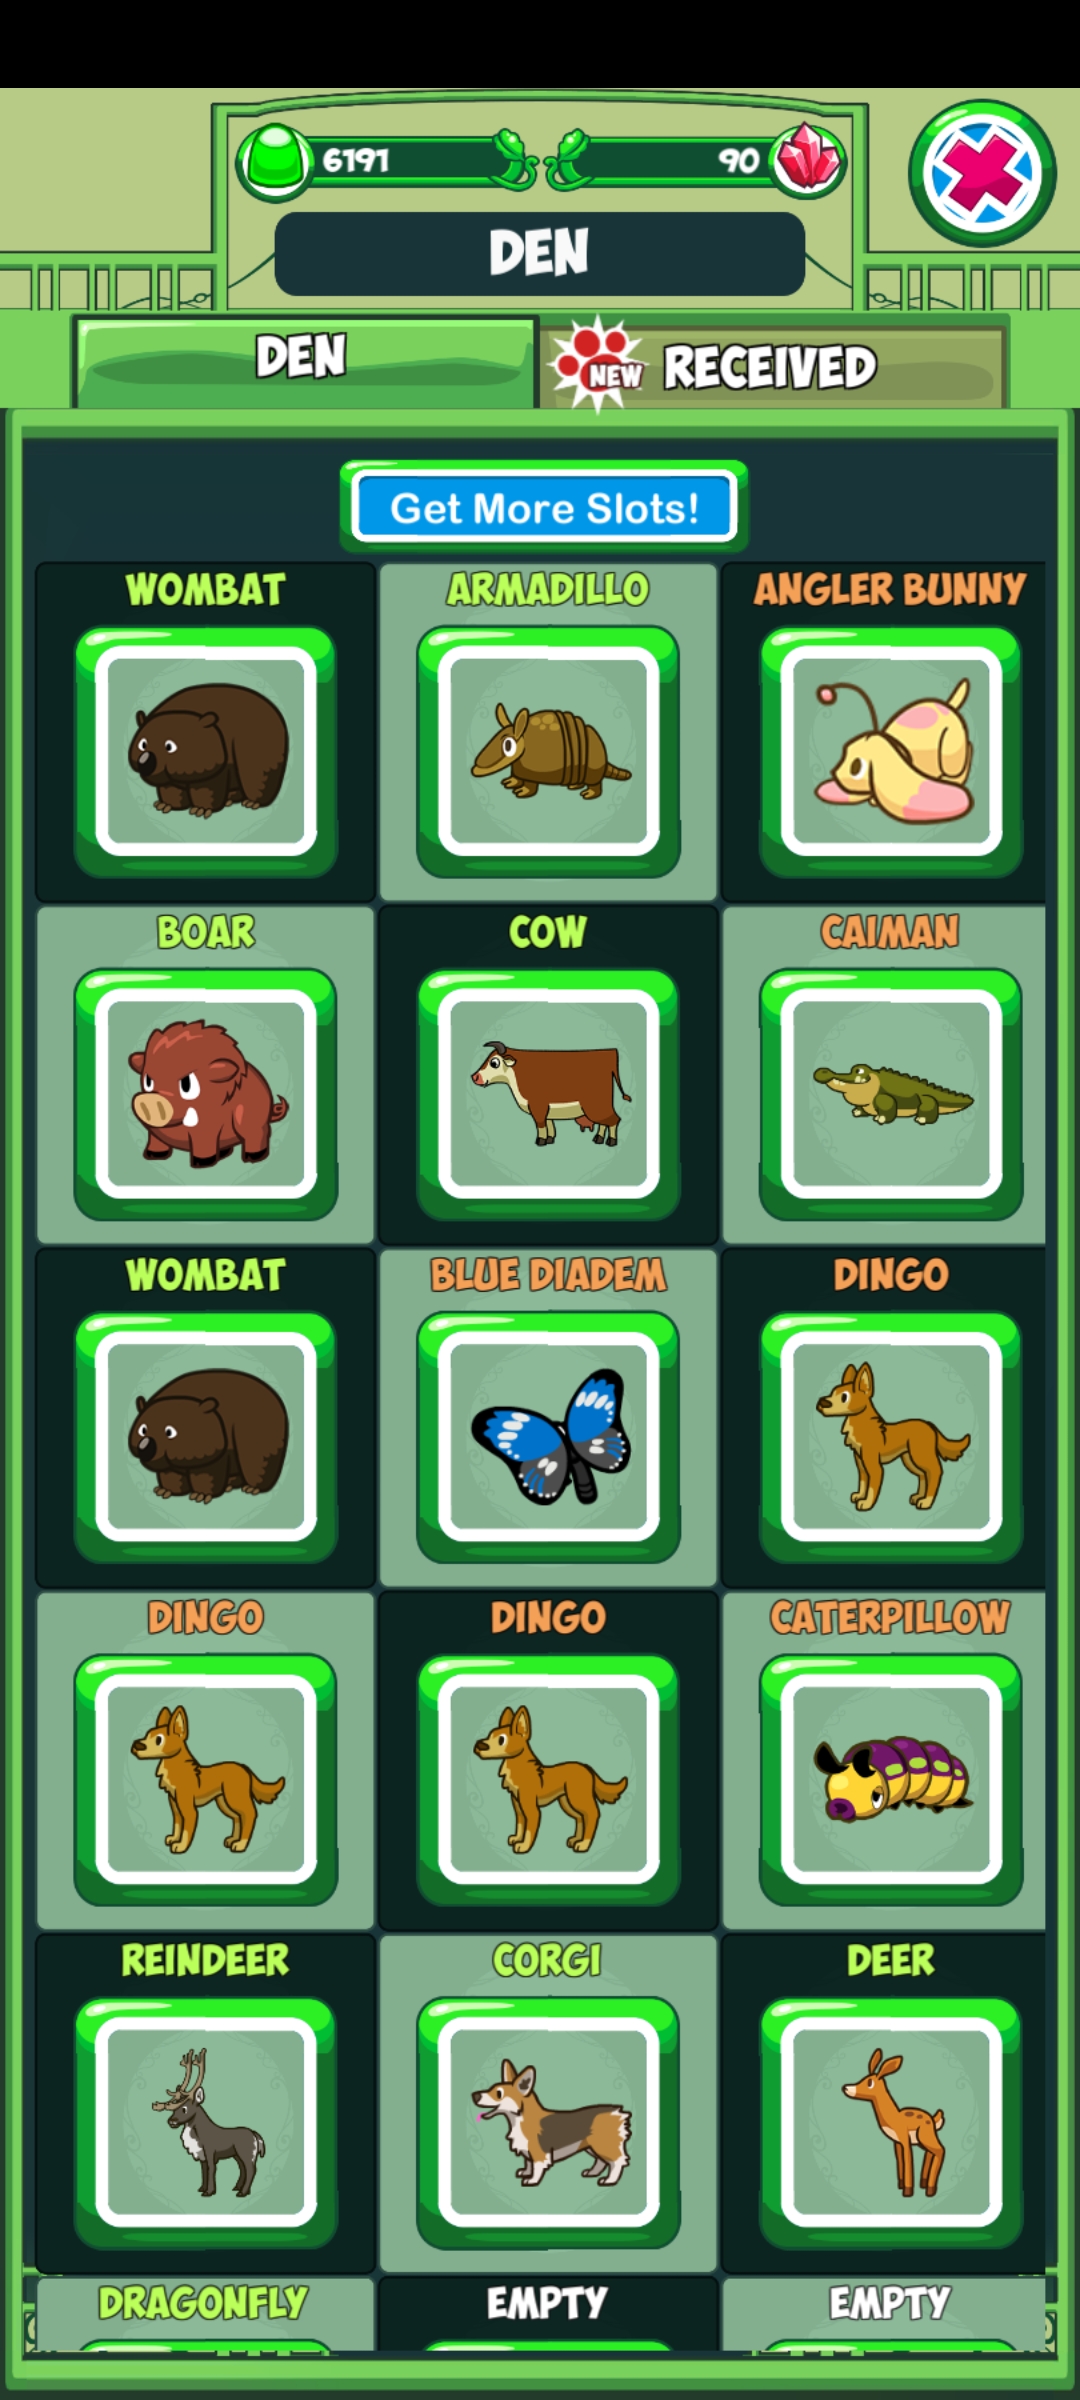 6191
90
DEN
DEN
NEW RECEIVED
Get More Slots!
WOMBAT ARMADILLO ANGLER BUNNY
BOAR COW CAIMAN
WOMBAT BLUE DIADEM DINGO
DINGO DINGO CATERPILLOW
REINDEER CORGI DEER
DRAGONFLY EMPTY EMPTY